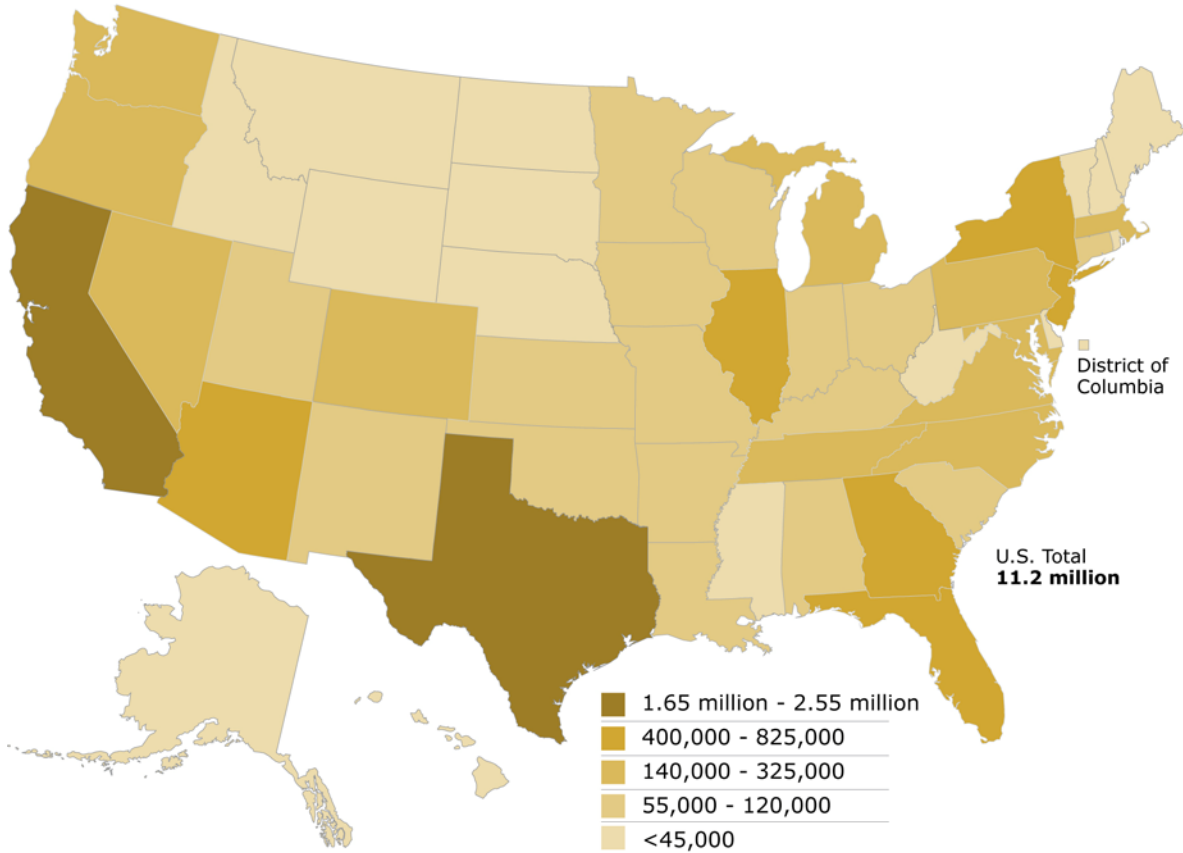 District of
Columbia
U.S. Total
11.2 million
1.65 million - 2.55 million
400,000 - 825,000
140,000 - 325,000
55,000 - 120,000
<45,000